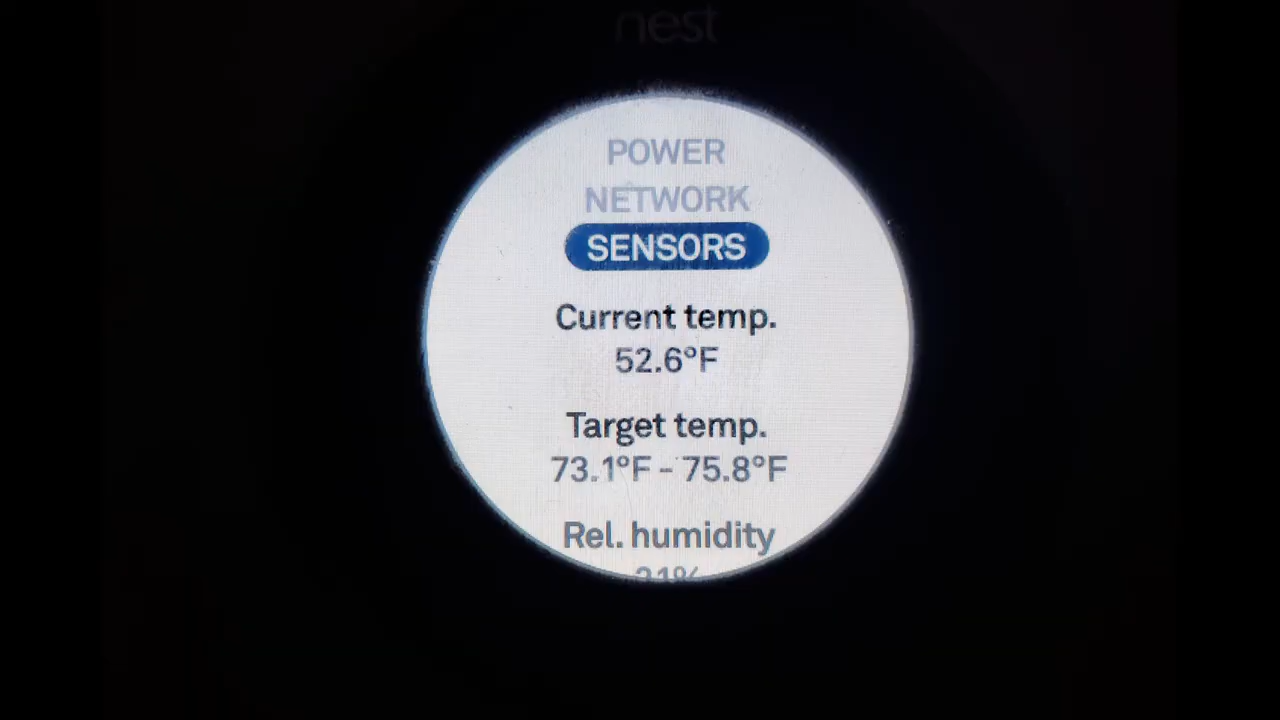 nest
POWER
NETWORK
SENSORS
Current temp.
52.6°F
Target temp.
73.1°F - 75.8°F
Rel. humidity